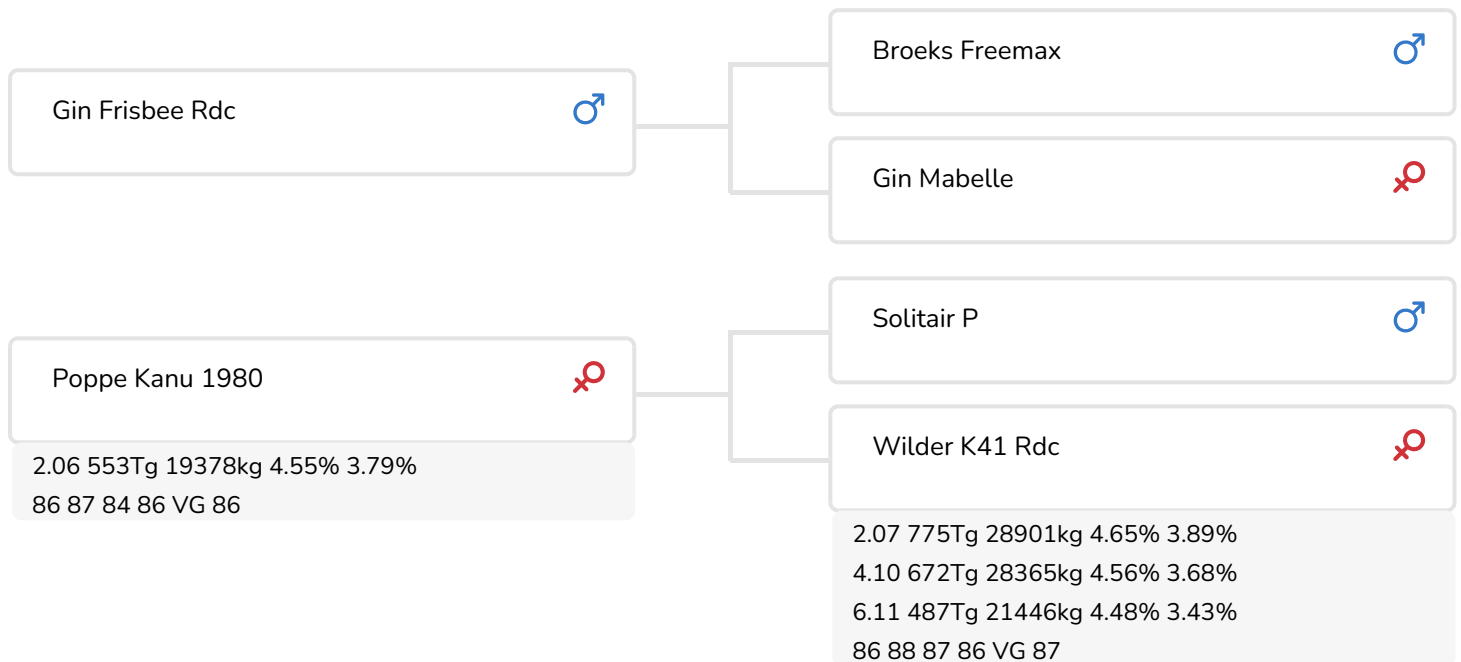 Gin Frisbee Rdc
Broeks Freemax
Gin Mabelle
Poppe Kanu 1980
2.06 553Tg 19378kg 4.55% 3.79%
86 87 84 86 VG 86
Solitair P
Wilder K41 Rdc
2.07 775Tg 28901kg 4.65% 3.89%
4.10 672Tg 28365kg 4.56% 3.68%
6.11 487Tg 21446kg 4.48% 3.43%
86 88 87 86 VG 87